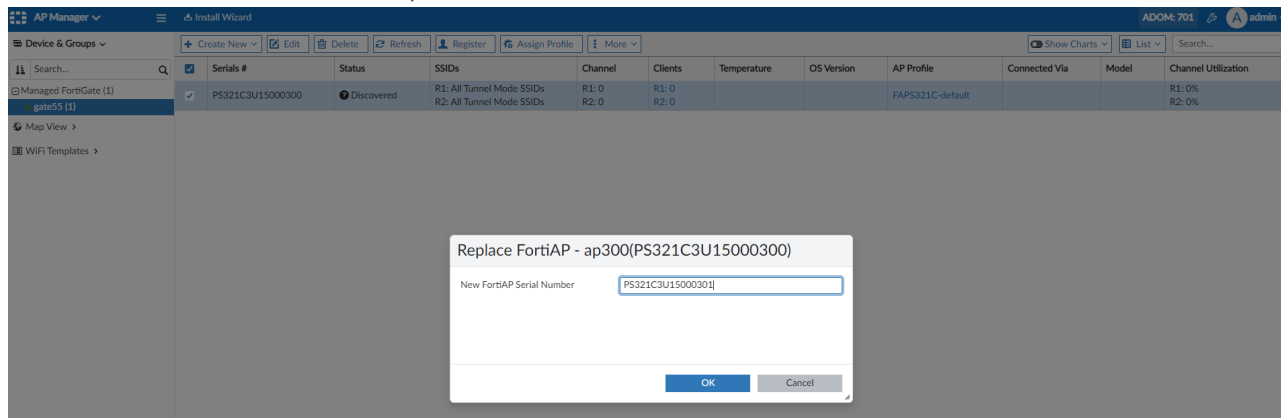 AP Manager
Install Wizard
ADOM: 701
A
admin
Device & Groups
+ Create New
Edit
Delete
Refresh
Register
Assign Profile
More
Show Charts
List
Search...
Search...
Serials #
Status
SSIDs
Channel
Clients
Temperature
OS Version
AP Profile
Connected Via
Model
Channel Utilization
Managed FortiGate (1)
gate55 (1)
PS321C3U15000300
Discovered
R1: All Tunnel Mode SSIDs
R2: All Tunnel Mode SSIDs
R1: 0
R2: 0
R1: 0
R2: 0
FAPS321C-default
R1: 0%
R2: 0%
Map View
WiFi Templates
Replace FortiAP - ap300(PS321C3U15000300)
New FortiAP Serial Number
PS321C3U15000301
OK
Cancel